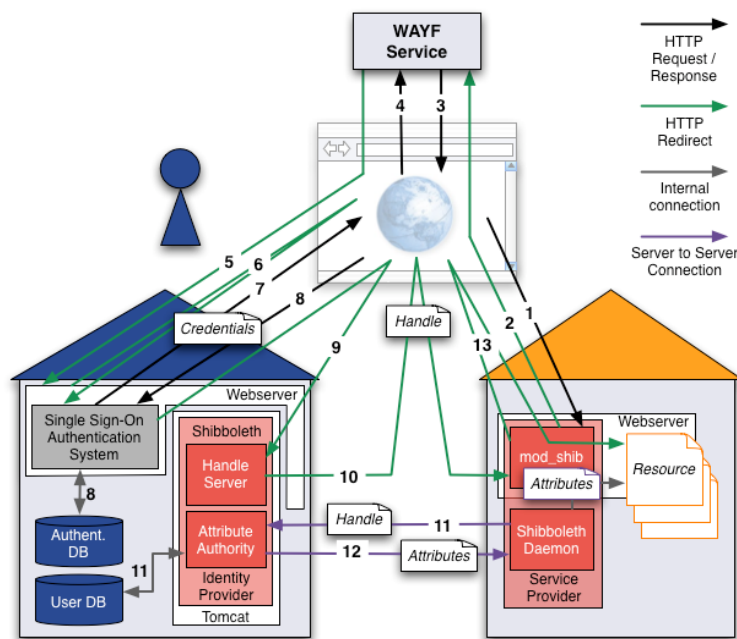 WAYF
Service
HTTP
Request /
Response
HTTP
Redirect
Internal
connection
Server to Server
Connection
4
3
5
6
7
8
Credentials
Handle
1
2
9
13
Webserver
Single Sign-On
Authentication
System
Shibboleth
Handle
Server
10
8
Authent.
DB
11
User DB
Attribute
Authority
Identity
Provider
Tomcat
Handle
11
12
Attributes
Webserver
mod_shib
Attributes
Resource
Shibboleth
Daemon
Service
Provider